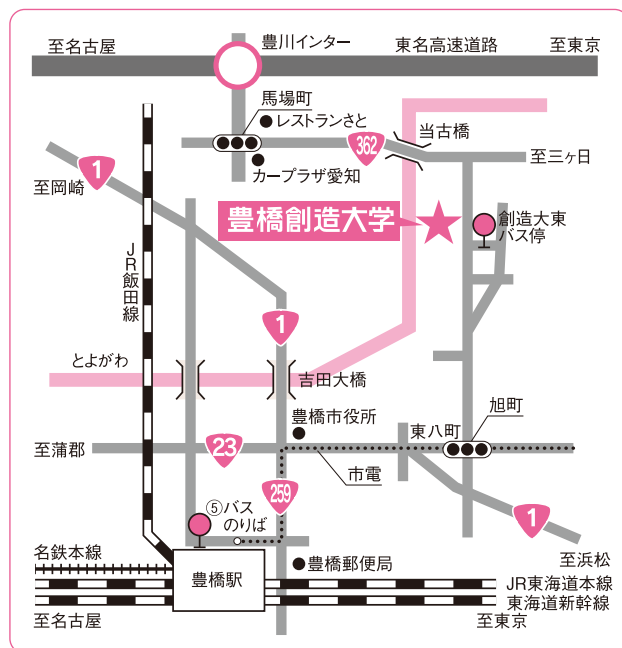 豊川インター
東名高速道路
至名古屋
至東京
馬場町
レストランさと
362
当古橋
カープラザ愛知
至三ヶ日
1
至岡崎
豊橋創造大学
創造大東
バス停
JR飯田線
1
とよがわ
吉田大橋
豊橋市役所
旭町
東八町
至蒲郡
23
市電
259
⑤バス
のりば
1
名鉄本線
豊橋駅
豊橋郵便局
至浜松
JR東海道本線
東海道新幹線
至名古屋
至東京